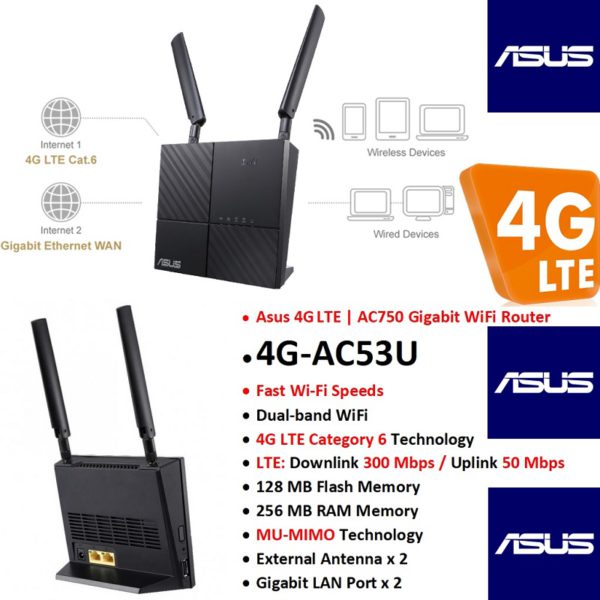 ASUS
Internet 1
4G LTE Cat.6
Wireless Devices
Internet 2
Gigabit Ethernet WAN
Wired Devices
ASUS
4G
LTE
• Asus 4G LTE | AC750 Gigabit WiFi Router
• 4G-AC53U
• Fast Wi-Fi Speeds
ASUS
• Dual-band WiFi
• 4G LTE Category 6 Technology
• LTE: Downlink 300 Mbps / Uplink 50 Mbps
• 128 MB Flash Memory
• 256 MB RAM Memory
• MU-MIMO Technology
ASUS
• External Antenna x 2
• Gigabit LAN Port x 2